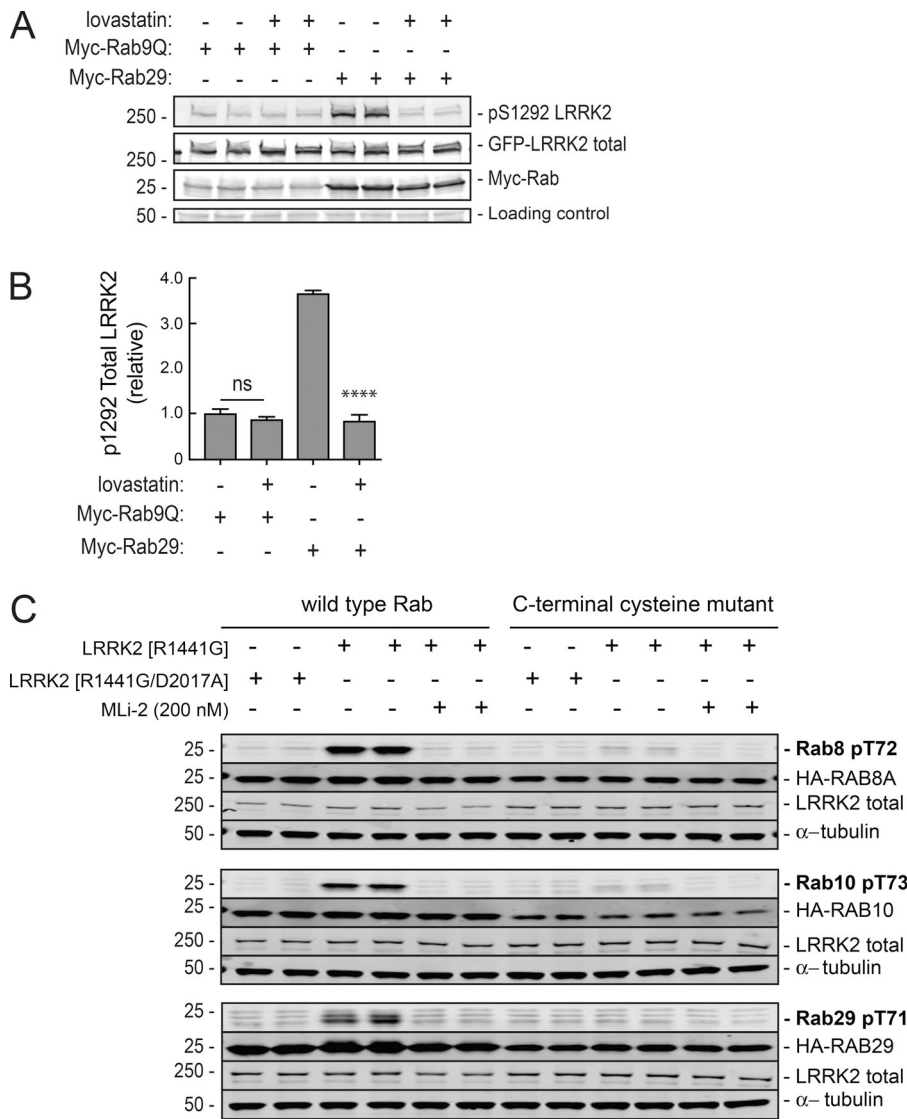 A
lovastatin: - - + + - - + +
Myc-Rab9Q: + + + + - - - -
Myc-Rab29: - - - - + + + +
250 - - pS1292 LRRK2
250 - - GFP-LRRK2 total
25 - - Myc-Rab
50 - - Loading control
B
p1292 Total LRRK2
(relative)
4.0
3.0
2.0
1.0
0
ns
****
lovastatin: - + - +
Myc-Rab9Q: + + - -
Myc-Rab29: - - + +
C
wild type Rab C-terminal cysteine mutant
LRRK2 [R1441G] - - + + + + - - + + + +
LRRK2 [R1441G/D2017A] + + - - - - + + - - - -
MLi-2 (200 nM) - - - - + + - - - - + +
25 - - Rab8 pT72
25 - - HA-RAB8A
250 - - LRRK2 total
50 - - α–tubulin
25 - - Rab10 pT73
25 - - HA-RAB10
250 - - LRRK2 total
50 - - α– tubulin
25 - - Rab29 pT71
25 - - HA-RAB29
250 - - LRRK2 total
50 - - α– tubulin